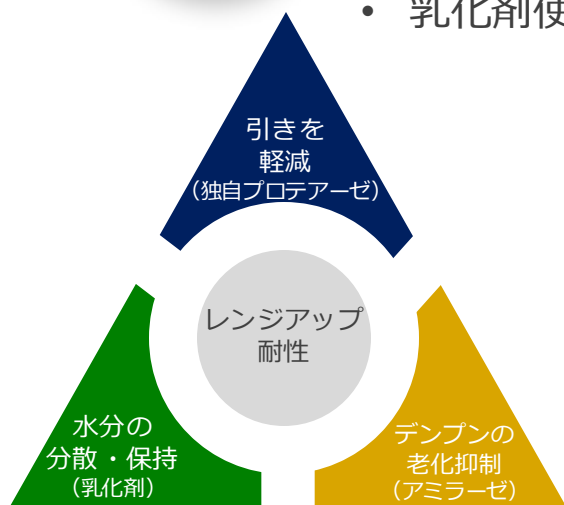 • 乳化剤使
引きを
軽減
（独自プロテアーゼ）
レンジアップ
耐性
水分の
分散・保持
（乳化剤）
デンプンの
老化抑制
（アミラーゼ）